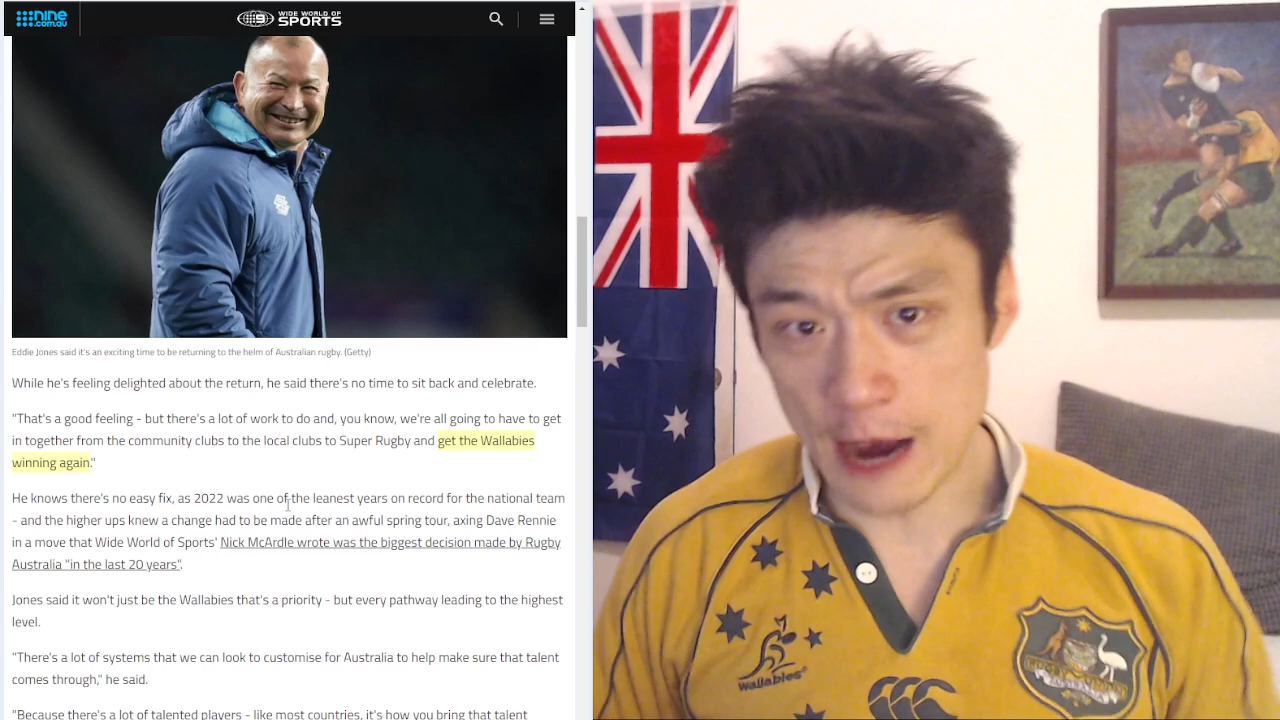 nine.com.au
WIDE WORLD OF
SPORTS
Eddie Jones said it's an exciting time to be returning to the helm of Australian rugby. (Getty)
While he's feeling delighted about the return, he said there's no time to sit back and celebrate.
"That's a good feeling - but there's a lot of work to do and, you know, we're all going to have to get
in together from the community clubs to the local clubs to Super Rugby and get the Wallabies
winning again."
He knows there's no easy fix, as 2022 was one of the leanest years on record for the national team
- and the higher ups knew a change had to be made after an awful spring tour, axing Dave Rennie
in a move that Wide World of Sports' Nick McArdle wrote was the biggest decision made by Rugby
Australia "in the last 20 years".
Jones said it won't just be the Wallabies that's a priority - but every pathway leading to the highest
level.
"There's a lot of systems that we can look to customise for Australia to help make sure that talent
comes through," he said.
"Because there's a lot of talented players - like most countries, it's how you bring that talent
wallabies